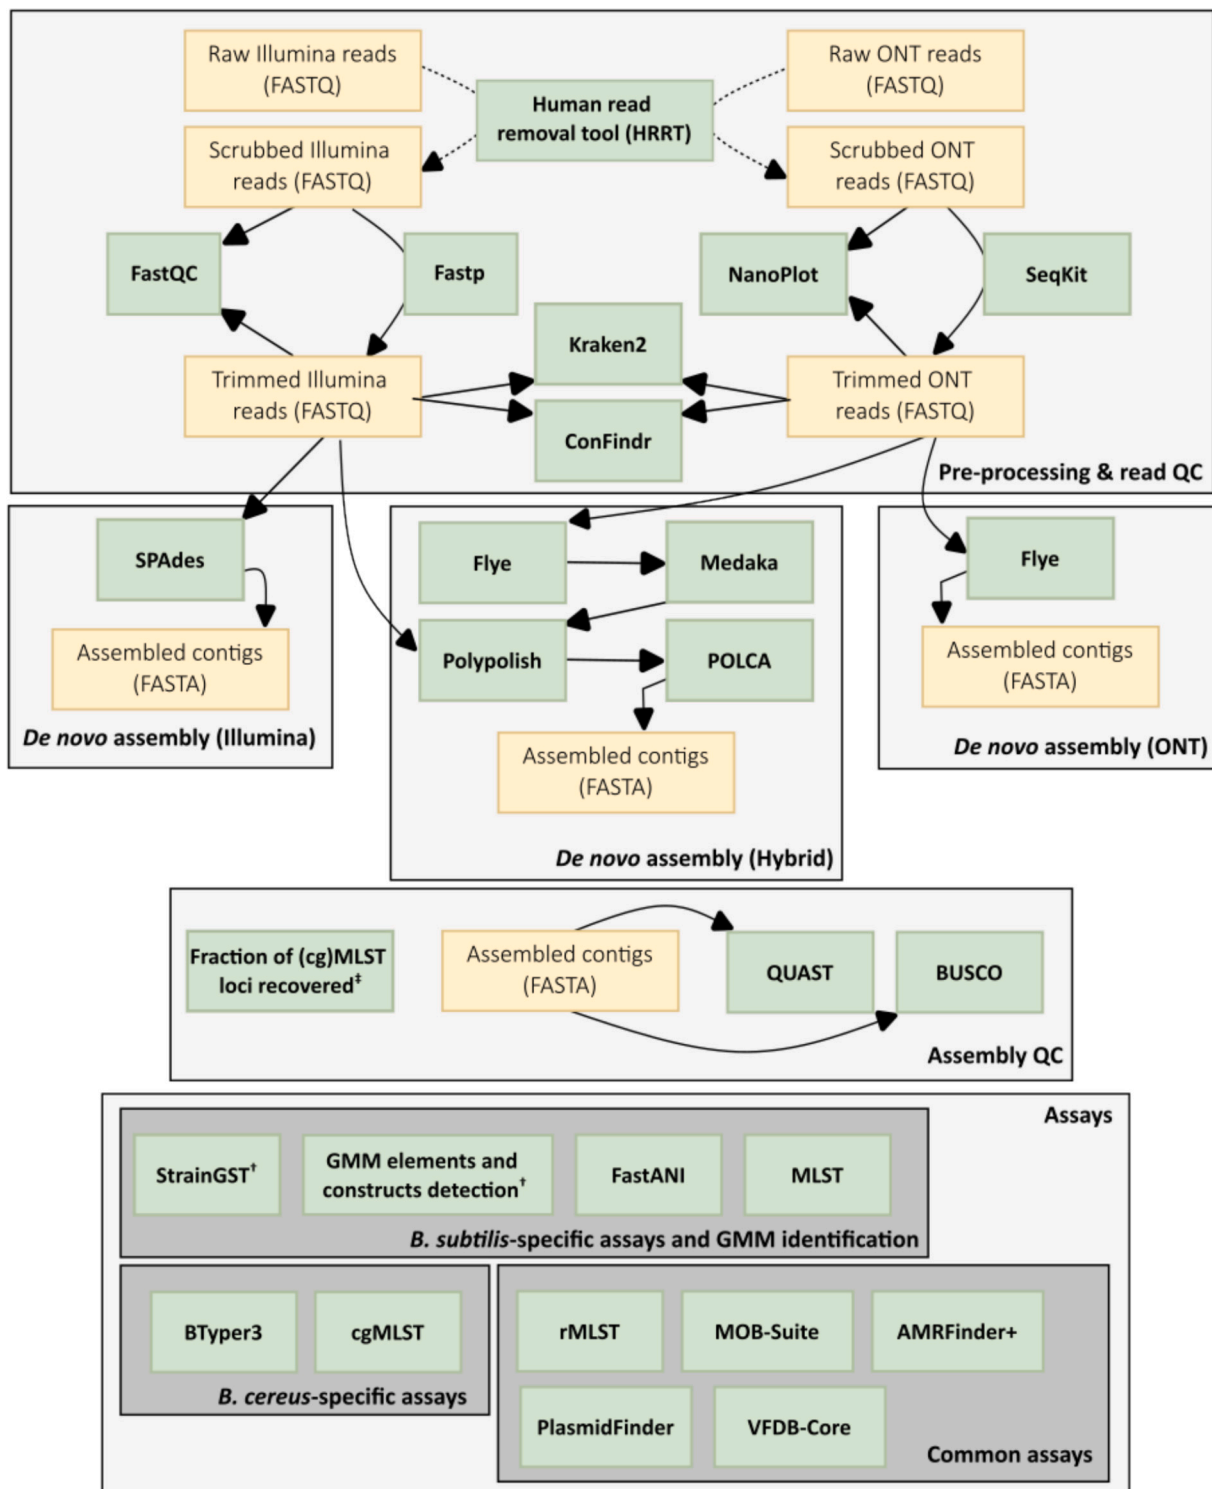 Raw Illumina reads
(FASTQ)
Raw ONT reads
(FASTQ)
Human read
removal tool (HRRT)
Scrubbed Illumina
reads (FASTQ)
Scrubbed ONT
reads (FASTQ)
FastQC
Fastp
NanoPlot
SeqKit
Kraken2
Trimmed Illumina
reads (FASTQ)
Trimmed ONT
reads (FASTQ)
ConFindr
Pre-processing & read QC
SPAdes
Assembled contigs
(FASTA)
De novo assembly (Illumina)
Flye
Medaka
Polypolish
POLCA
Assembled contigs
(FASTA)
De novo assembly (Hybrid)
Flye
Assembled contigs
(FASTA)
De novo assembly (ONT)
Fraction of (cg)MLST
loci recovered‡
Assembled contigs
(FASTA)
QUAST
BUSCO
Assembly QC
Assays
StrainGST†
GMM elements and
constructs detection†
FastANI
MLST
B. subtilis-specific assays and GMM identification
BTyper3
cgMLST
B. cereus-specific assays
rMLST
MOB-Suite
AMRFinder+
PlasmidFinder
VFDB-Core
Common assays